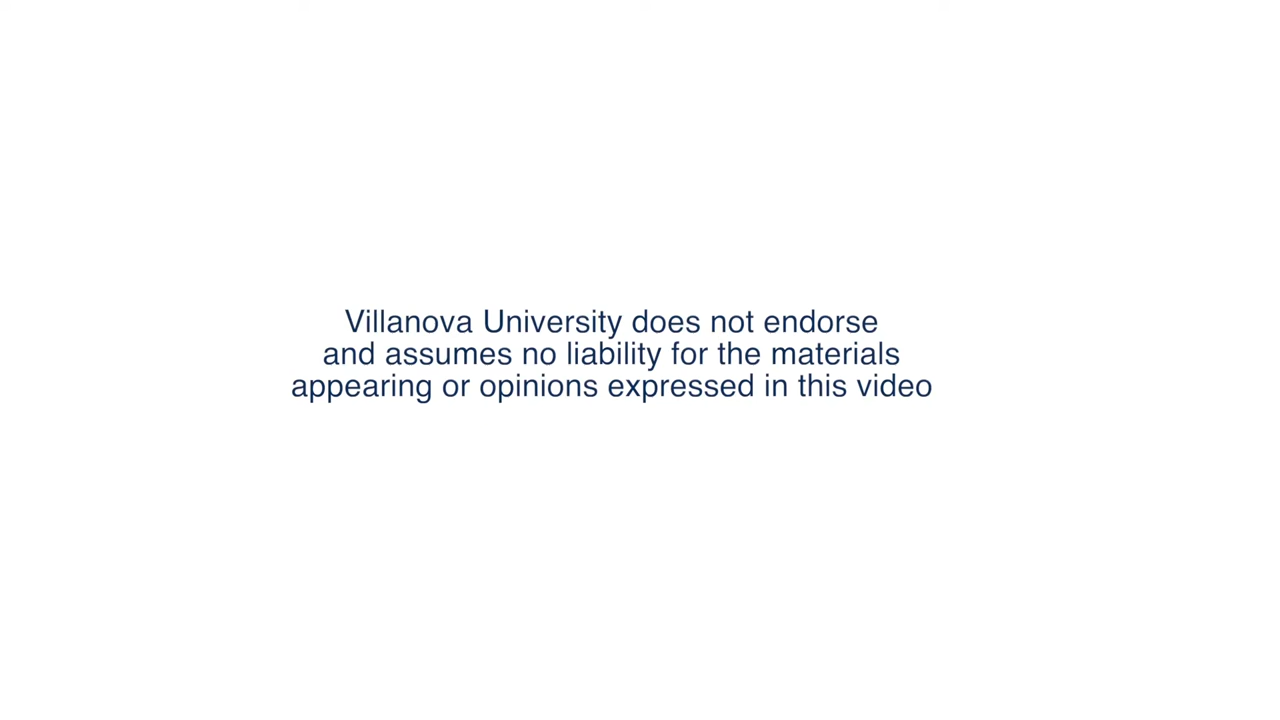 Villanova University does not endorse
and assumes no liability for the materials
appearing or opinions expressed in this video